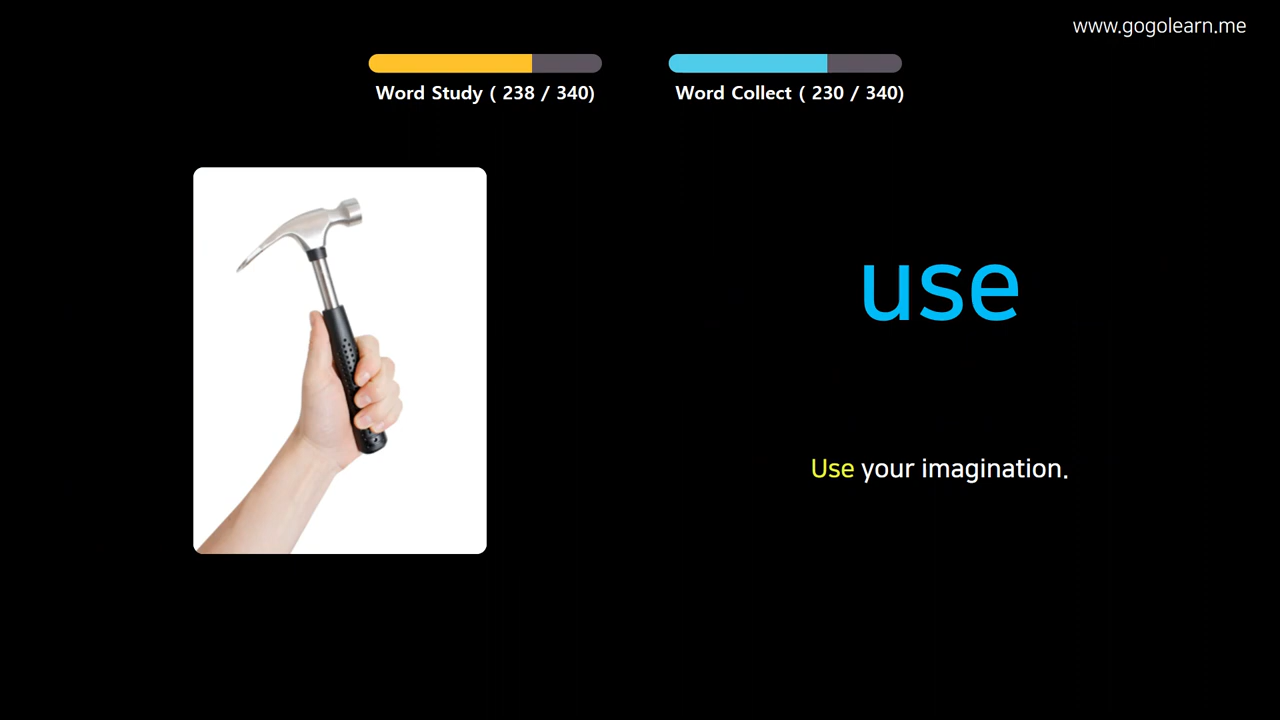 www.gogolearn.me
Word Study ( 238 / 340)
Word Collect ( 230 / 340)
use
Use your imagination.